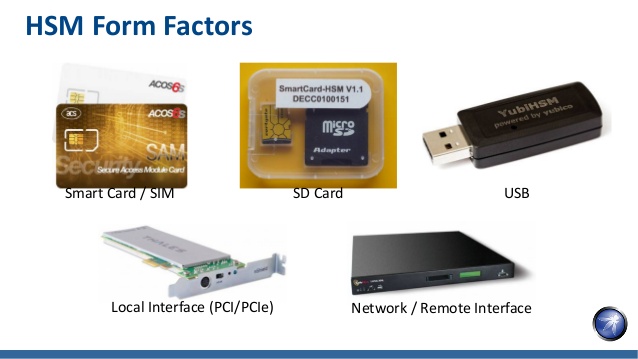 HSM Form Factors
ACOS6s
acs
ACOS6s
SAM
Security
Secure Access Module Card
SmartCard-HSM V1.1
DECC0100151
micro
SD
Adapter
YubiHSM
powered by yubico
Smart Card / SIM
SD Card
USB
THALES
Local Interface (PCI/PCIe)
Network / Remote Interface